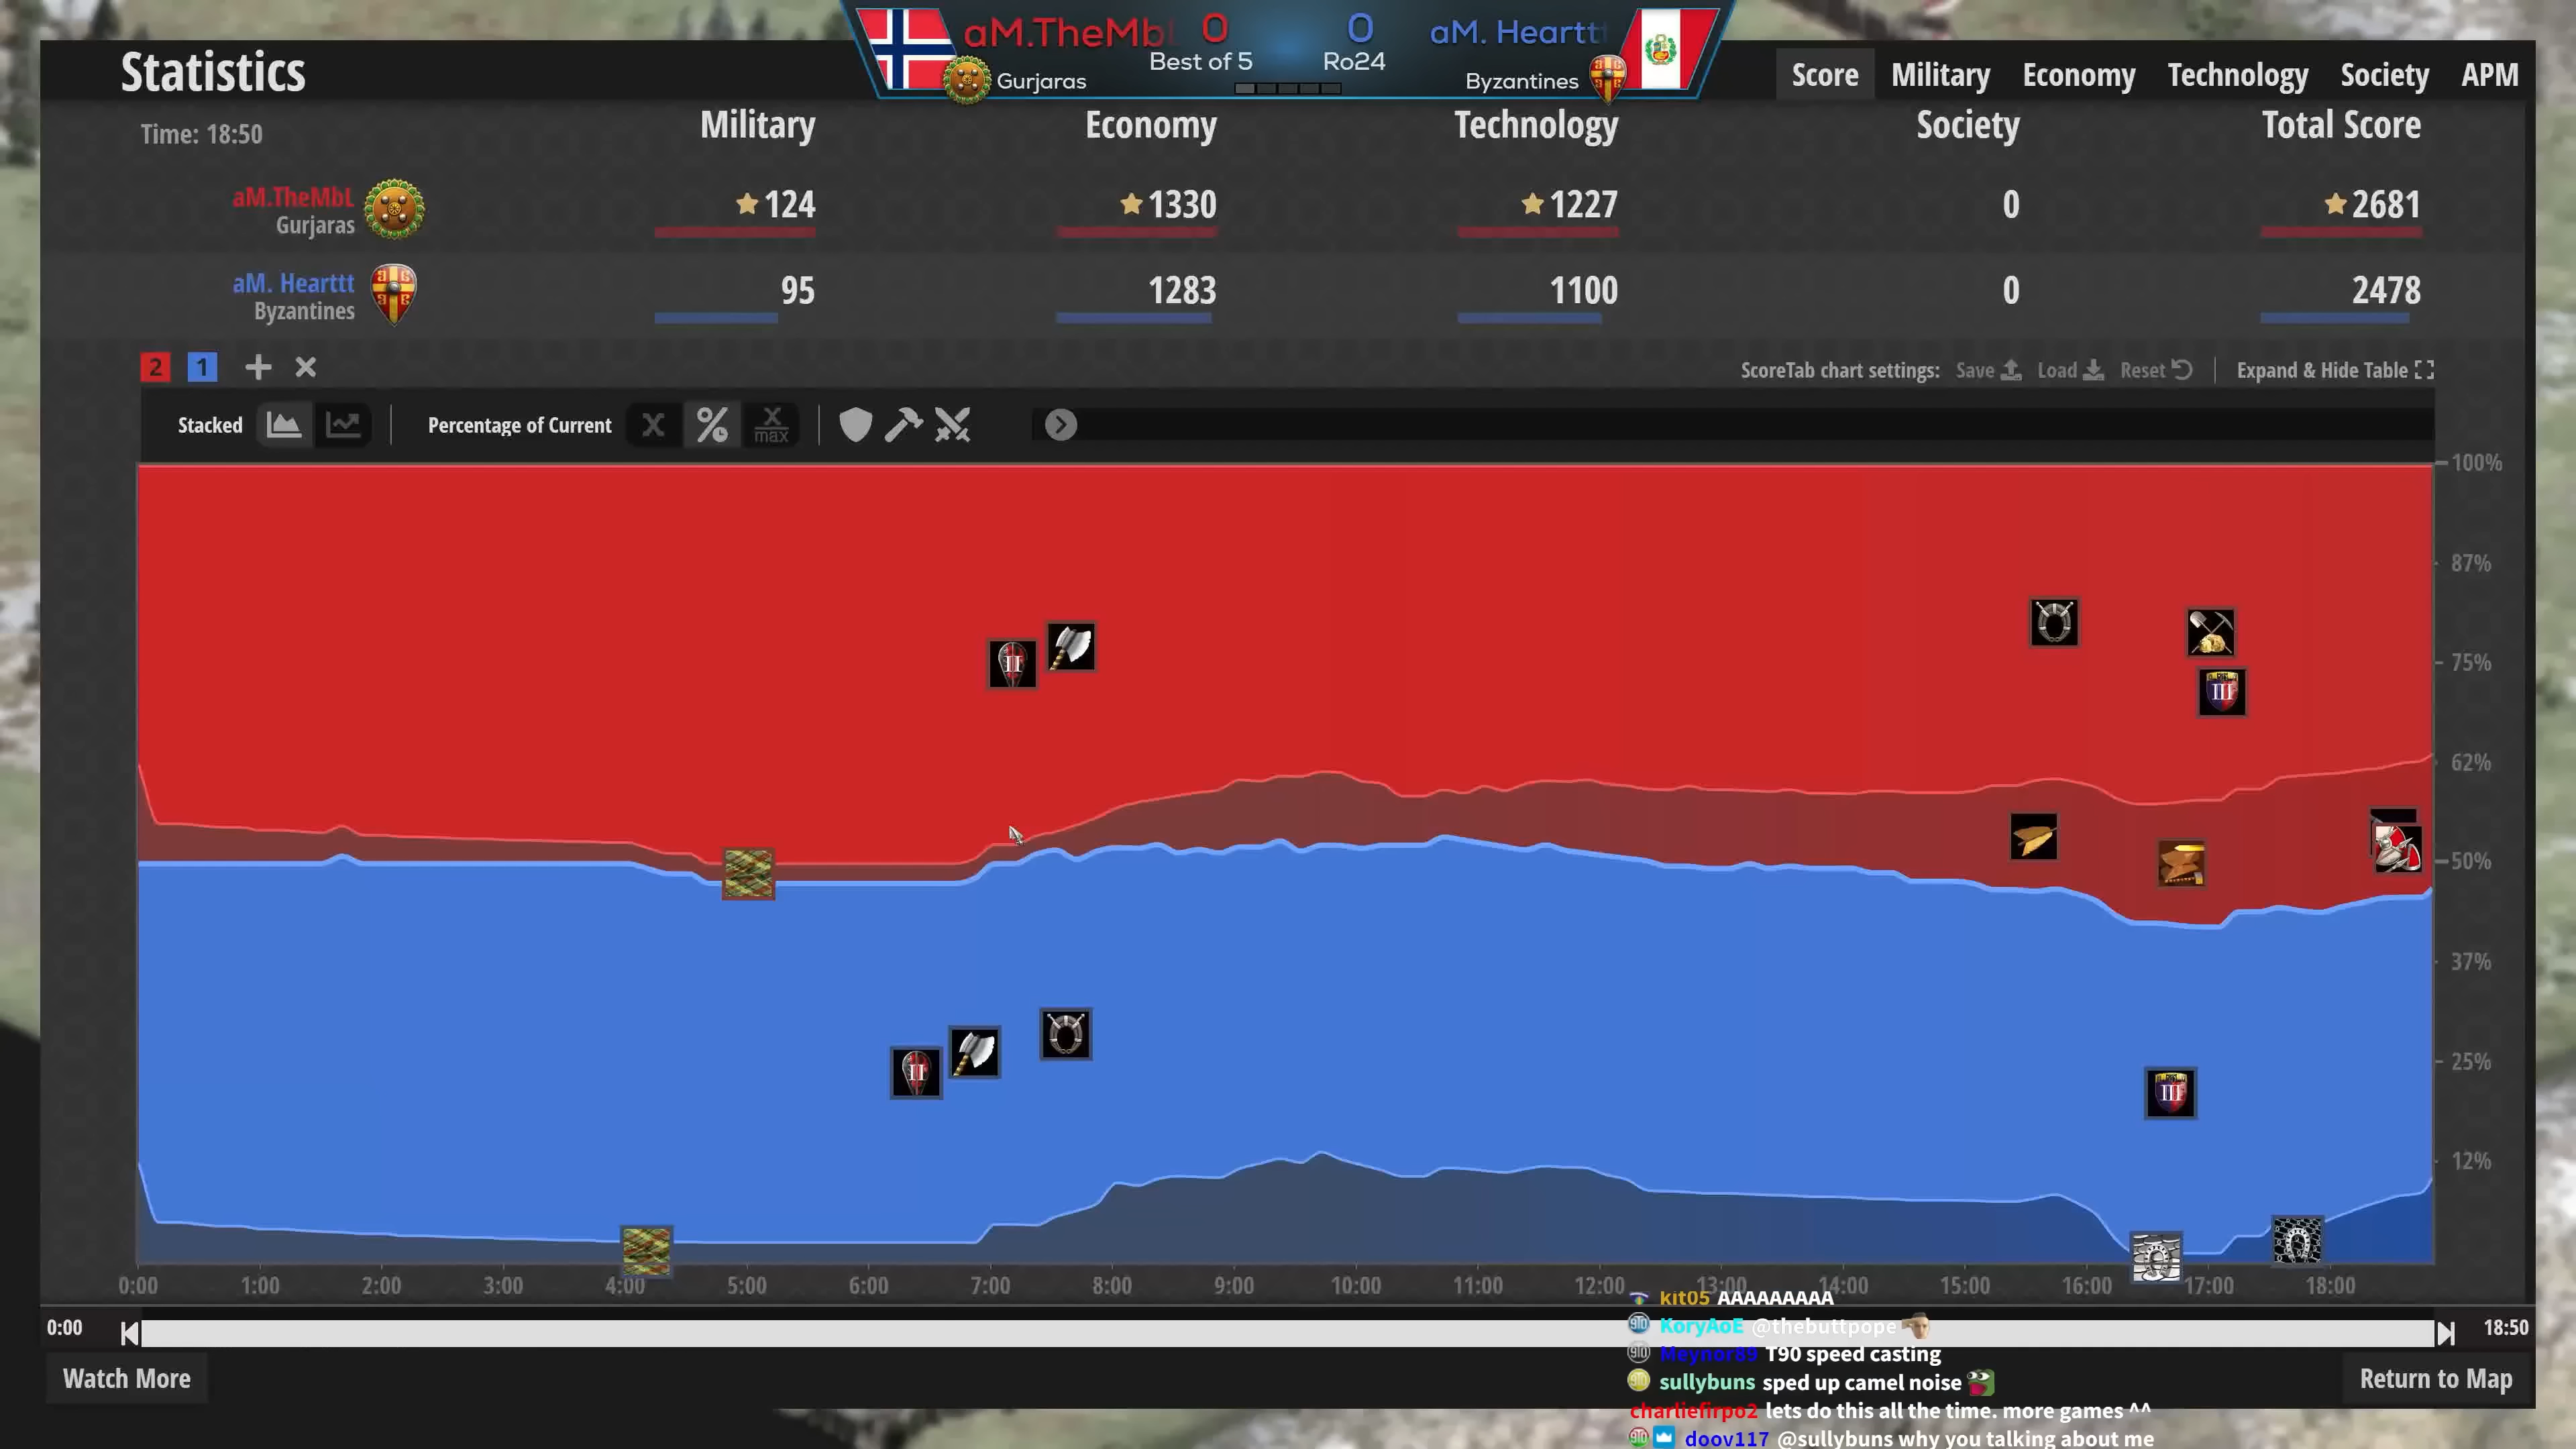 Statistics
aM.TheMbL 0
0 aM. Hearttt
Best of 5
Ro24
Gurjaras
Byzantines
Score Military Economy Technology Society APM
Time: 18:50
Military Economy Technology Society Total Score
aM.TheMbL
Gurjaras
124 1330 1227 0 2681
aM. Hearttt
Byzantines
95 1283 1100 0 2478
2 1
ScoreTab chart settings: Save Load Reset Expand & Hide Table
Stacked
Percentage of Current
X % X max
100%
87%
75%
62%
50%
37%
25%
12%
II
III
II
III
0:00 1:00 2:00 3:00 4:00 5:00 6:00 7:00 8:00 9:00 10:00 11:00 12:00 13:00 14:00 15:00 16:00 17:00 18:00
kit05 AAAAAAAAA
0:00
18:50
KoryAoE @thebuttpope
Meynor89 T90 speed casting
Watch More
sullybuns sped up camel noise
Return to Map
charliefirpo2 lets do this all the time. more games ^^
doov117 @sullybuns why you talking about me